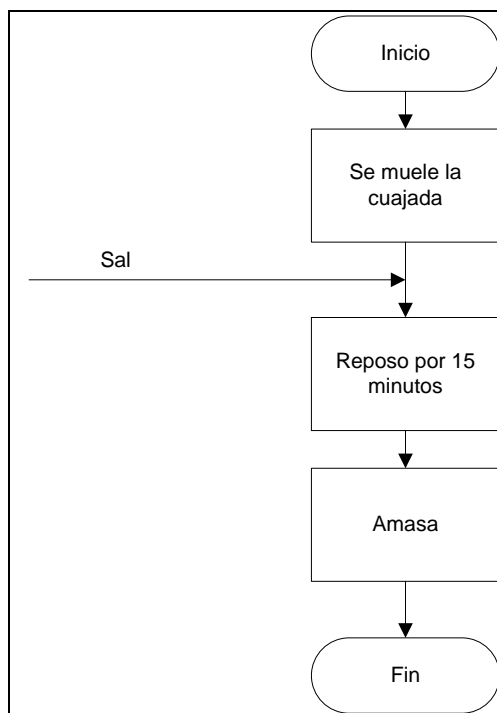 Inicio
Se muele la
cuajada
Sal
Reposo por 15
minutos
Amasa
Fin